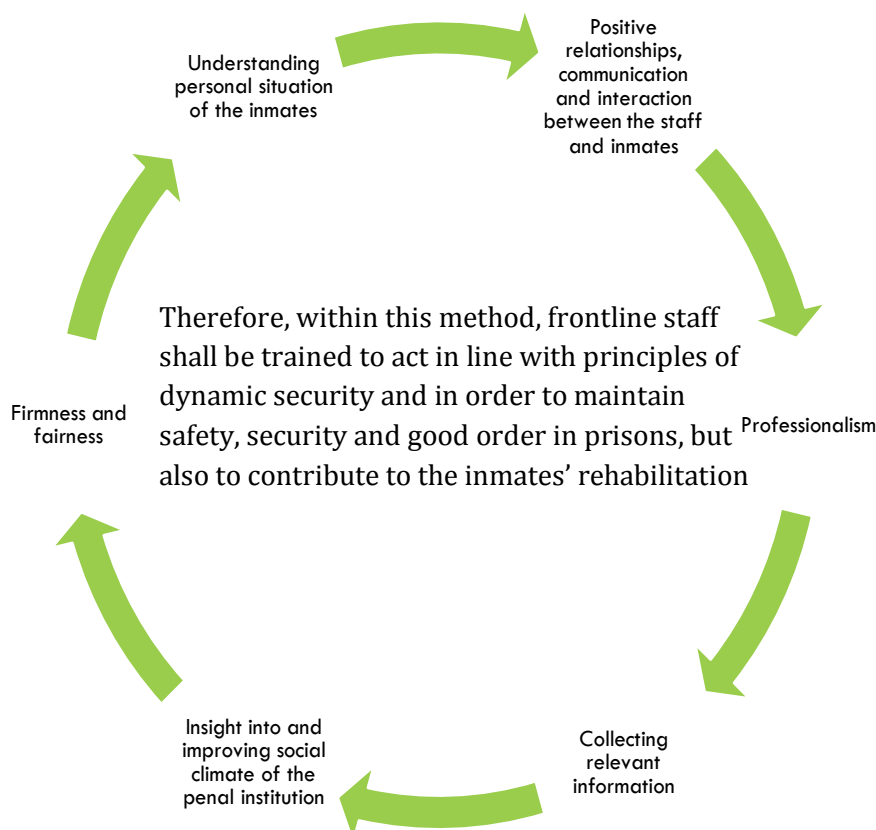 Understanding
personal situation
of the inmates
Positive
relationships,
communication
and interaction
between the staff
and inmates
Therefore, within this method, frontline staff
shall be trained to act in line with principles of
dynamic security and in order to maintain
safety, security and good order in prisons, but
also to contribute to the inmates’ rehabilitation
Firmness and
fairness
Professionalism
Insight into and
improving social
climate of the
penal institution
Collecting
relevant
information